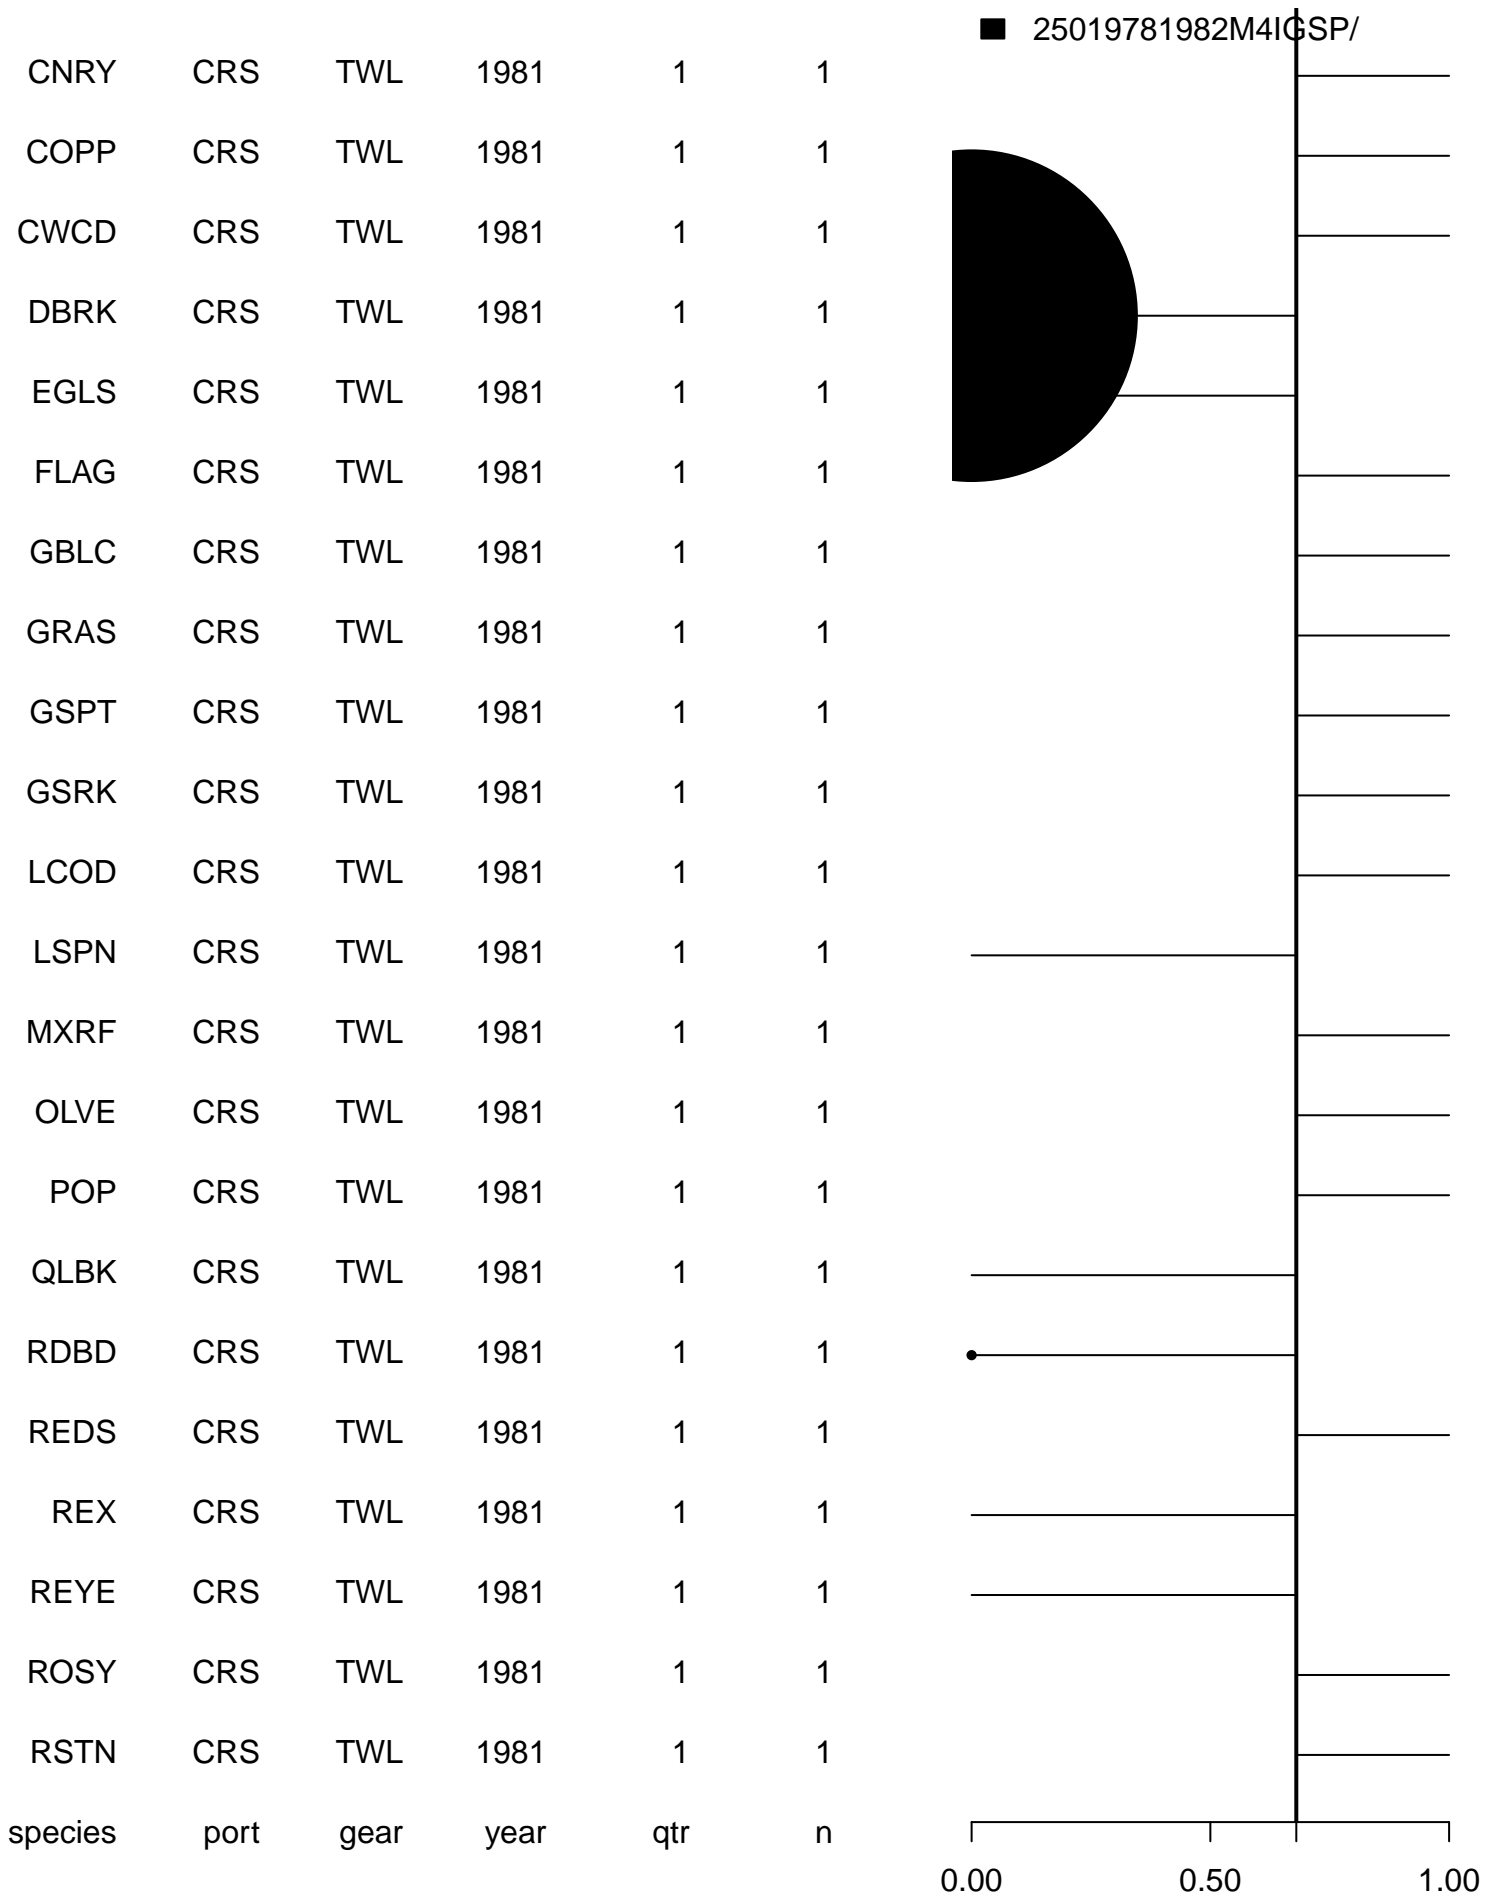 25019781982M4IGSP/
CNRY CRS TWL 1981 1 1
COPP CRS TWL 1981 1 1
CWCD CRS TWL 1981 1 1
DBRK CRS TWL 1981 1 1
EGLS CRS TWL 1981 1 1
FLAG CRS TWL 1981 1 1
GBLC CRS TWL 1981 1 1
GRAS CRS TWL 1981 1 1
GSPT CRS TWL 1981 1 1
GSRK CRS TWL 1981 1 1
LCOD CRS TWL 1981 1 1
LSPN CRS TWL 1981 1 1
MXRF CRS TWL 1981 1 1
OLVE CRS TWL 1981 1 1
POP CRS TWL 1981 1 1
QLBK CRS TWL 1981 1 1
RDBD CRS TWL 1981 1 1
REDS CRS TWL 1981 1 1
REX CRS TWL 1981 1 1
REYE CRS TWL 1981 1 1
ROSY CRS TWL 1981 1 1
RSTN CRS TWL 1981 1 1
species port gear year qtr n
0.00 0.50 1.00